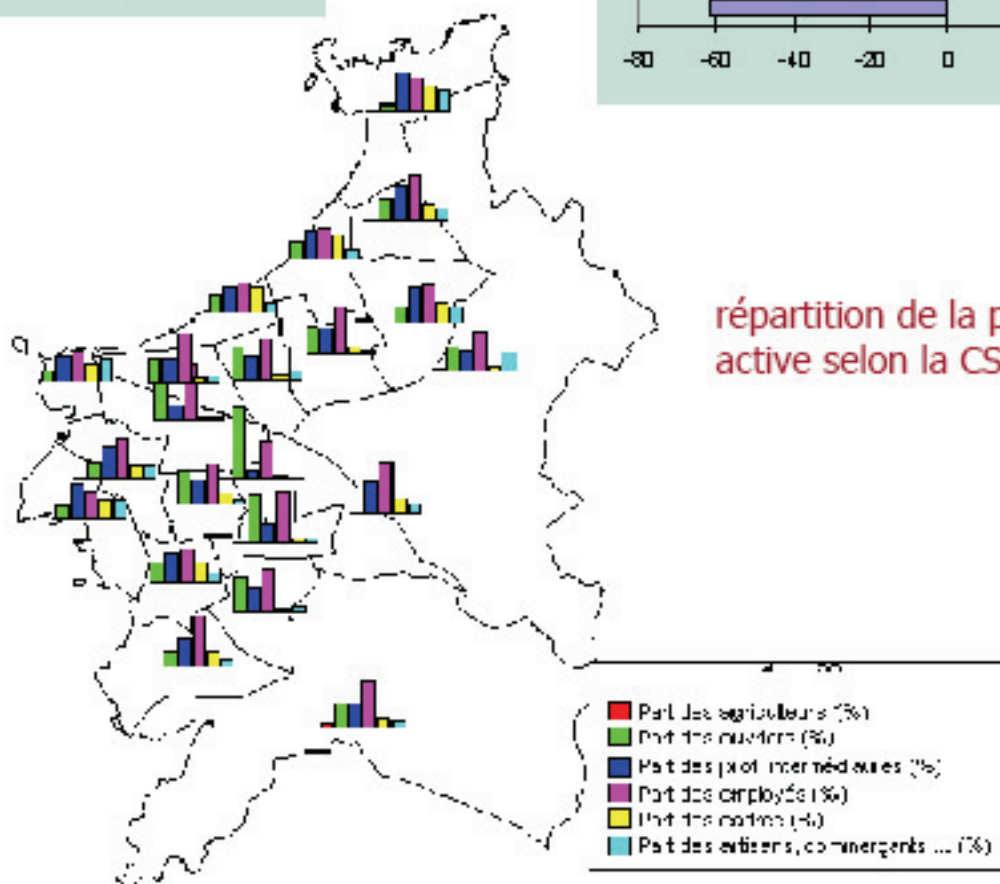 -80 -60 -40 -20 0
répartition de la p
active selon la CS
Part des agriculteurs (%)
Part des ouvriers (%)
Part des prof intermédiaires (%)
Part des employés (%)
Part des cadres (%)
Part des artisans, commerçants ... (%)